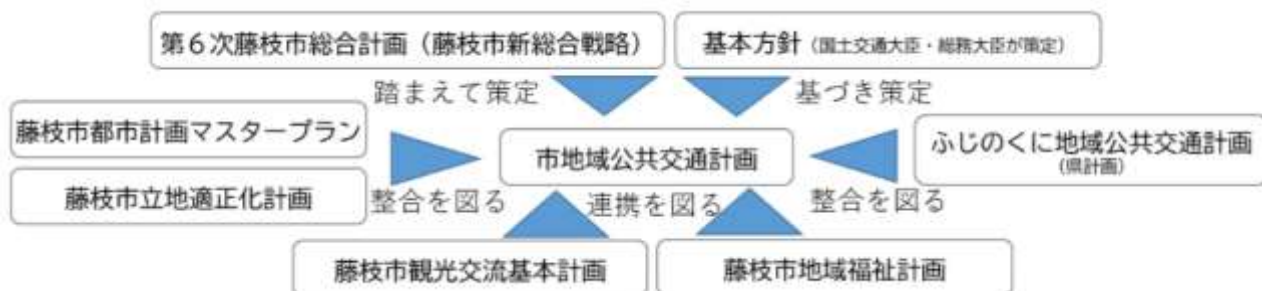 第６次藤枝市総合計画（藤枝市新総合戦略）
基本方針（国土交通大臣・総務大臣が策定）
踏まえて策定
基づき策定
藤枝市都市計画マスタープラン
市地域公共交通計画
ふじのくに地域公共交通計画
（県計画）
藤枝市立地適正化計画
整合を図る
連携を図る
整合を図る
藤枝市観光交流基本計画
藤枝市地域福祉計画